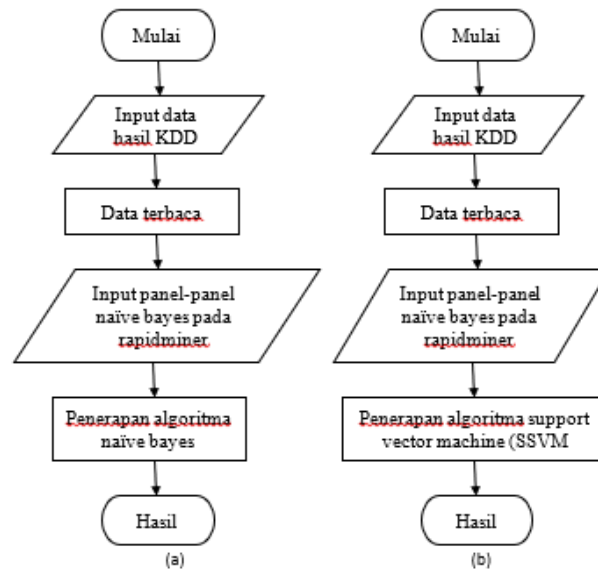 Mulai
Input data
hasil KDD
Data terbaca
Input panel-panel
naïve bayes pada
rapidminer
Penerapan algoritma
naïve bayes
Hasil
(a)
Mulai
Input data
hasil KDD
Data terbaca
Input panel-panel
naïve bayes pada
rapidminer
Penerapan algoritma support
vector machine (SSVM
Hasil
(b)